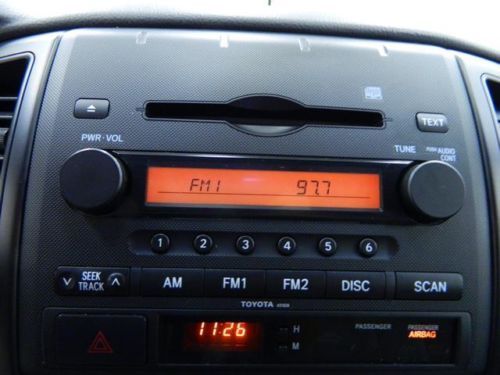 TEXT
PWR·VOL
TUNE
PUSH AUDIO CONT
FM1 97.7
1 2 3 4 5 6
SEEK TRACK
AM FM1 FM2 DISC SCAN
TOYOTA
11:26
H
M
PASSENGER
PASSENGER AIRBAG